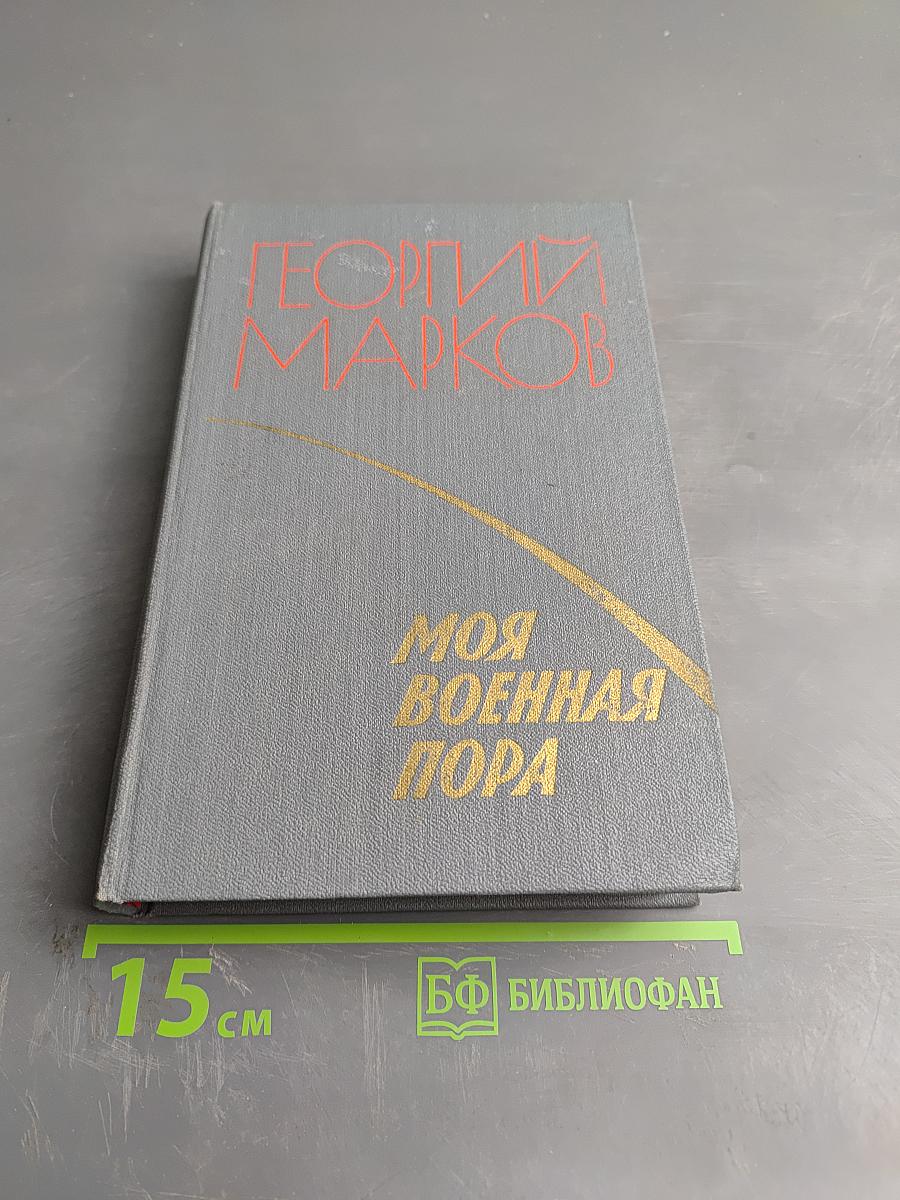 ГЕОРГИЙ
МАРКОВ
МОЯ
ВОЕННАЯ
ПОРА
15 см
БФ БИБЛИОФАН